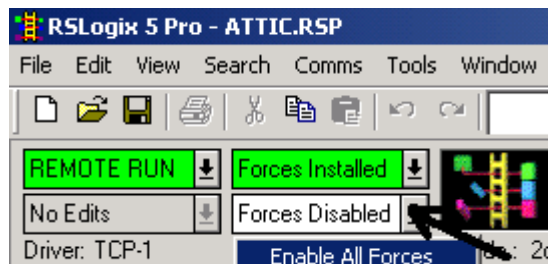 RSLogix 5 Pro - ATTIC.RSP
File Edit View Search Comms Tools Window
REMOTE RUN Forces Installed
No Edits Forces Disabled
Driver: TCP-1 Enable All Forces